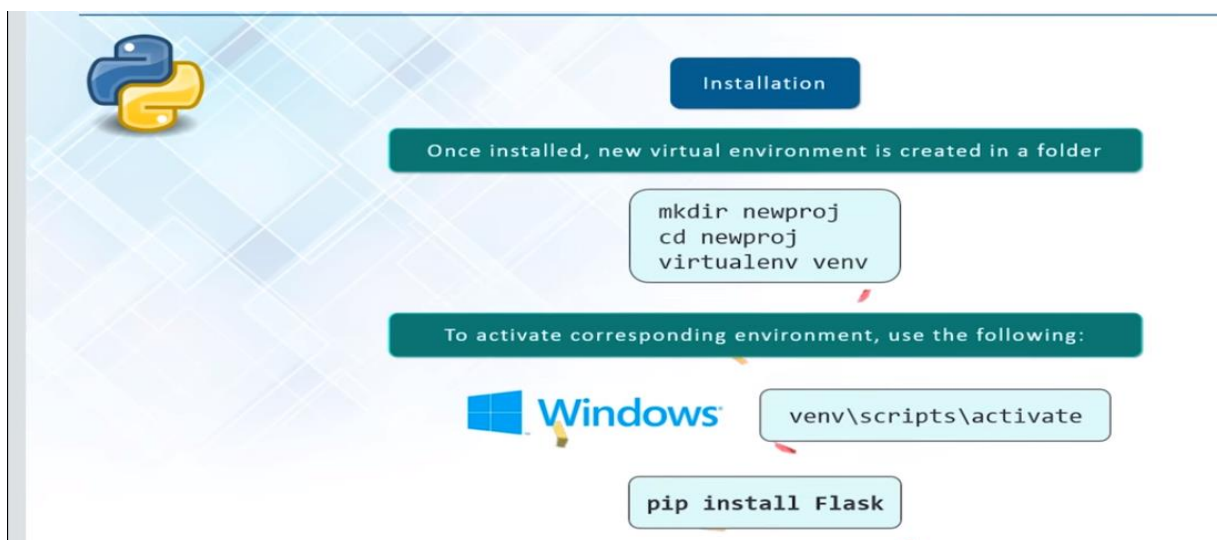 Installation
Once installed, new virtual environment is created in a folder
mkdir newproj
cd newproj
virtualenv venv
To activate corresponding environment, use the following:
Windows
venv\scripts\activate
pip install Flask